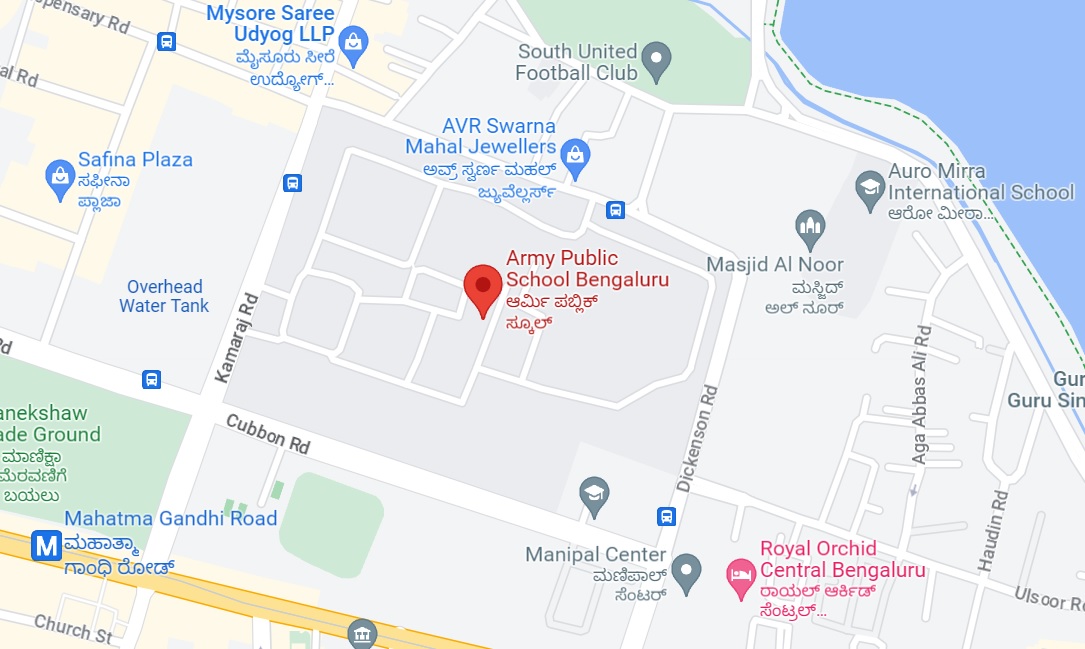 spensary Rd
Mysore Saree
Udyog LLP
ಮೈಸೂರು ಸೀರೆ
ಉದ್ಯೋಗ್...
South United
Football Club
al Rd
AVR Swarna
Mahal Jewellers
ಅವ್ರ್ ಸ್ವರ್ಣ ಮಹಲ್
ಜ್ಯುವೆಲ್ಲರ್ಸ್
Safina Plaza
ಸಫೀನಾ
ಪ್ಲಾಜಾ
Auro Mirra
International School
ಆರೋ ಮೀರಾ...
Army Public
School Bengaluru
ಆರ್ಮಿ ಪಬ್ಲಿಕ್
ಸ್ಕೂಲ್
Masjid Al Noor
ಮಸ್ಜಿದ್
ಅಲ್ ನೂರ್
Overhead
Water Tank
Kamaraj Rd
Rd
Aga Abbas Ali Rd
Gur
Guru Sin
Dickenson Rd
anekshaw
ade Ground
ಮಾಣಿಕ್ಷಾ
ಮೆರವಣಿಗೆ
ಬಯಲು
Cubbon Rd
Haudin Rd
Mahatma Gandhi Road
M
ಮಹಾತ್ಮಾ
ಗಾಂಧಿ ರೋಡ್
Manipal Center
ಮಣಿಪಾಲ್
ಸೆಂಟರ್
Royal Orchid
Central Bengaluru
ರಾಯಲ್ ಆರ್ಕಿಡ್
ಸೆಂಟ್ರಲ್...
Ulsoor Rd
Church St